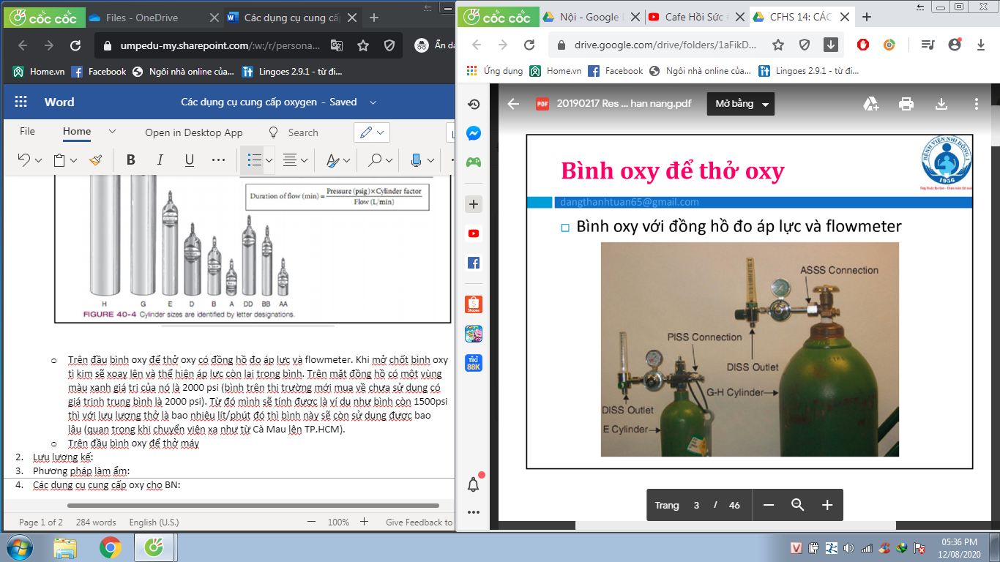 cốc cốc
Files - OneDrive
Các dụng cụ cung cấp
umpedu-my.sharepoint.com/:w:/r/persona...
Ẩn da
Home.vn
Facebook
Ngôi nhà online của...
Lingoes 2.9.1 - từ đi...
Word
Các dụng cụ cung cấp oxygen - Saved
File
Home
Open in Desktop App
Search
B I U
Duration of flow (min) = Pressure (psig)×Cylinder factor
Flow (L/min)
H G E D B A DD BB AA
FIGURE 40-4 Cylinder sizes are identified by letter designations.
o Trên đầu bình oxy để thở oxy có đồng hồ đo áp lực và flowmeter. Khi mở chốt bình oxy
tì kim sẽ xoay lên và thể hiện áp lực còn lại trong bình. Trên mặt đồng hồ có một vùng
màu xanh giá trị của nó là 2000 psi (bình trên thị trường mới mua về chưa sử dụng có
giá trịnh trung bình là 2000 psi). Từ đó mình sẽ tính được là ví dụ như bình còn 1500psi
thì với lưu lượng thở là bao nhiêu lít/phút đó thì bình này sẽ còn sử dụng được bao
lâu (quan trọng khi chuyển viện xa như từ Cà Mau lên TP.HCM).
o Trên đầu bình oxy để thở máy
2. Lưu lượng kế:
3. Phương pháp làm ẩm:
4. Các dụng cụ cung cấp oxy cho BN:
Page 1 of 2
284 words
English (U.S.)
100%
Give Feedback to
cốc cốc
Nội - Google
Cafe Hồi Sức
CFHS 14: CÁC
drive.google.com/drive/folders/1aFikD...
Ứng dụng
Home.vn
Facebook
Ngôi nhà online của...
Lingoes 2.9.1 - từ đi...
PDF
20190217 Res ... han nang.pdf
Mở bằng
BỆNH VIỆN NHI ĐỒNG 1
1956
Bình oxy để thở oxy
dangthanhtuan65@gmail.com
Bình oxy với đồng hồ đo áp lực và flowmeter
ASSS Connection
PISS Connection
DISS Outlet
G-H Cylinder
DISS Outlet
E Cylinder
Shopee
TIKI
88K
Trang 3 / 46
05:36 PM
12/08/2020